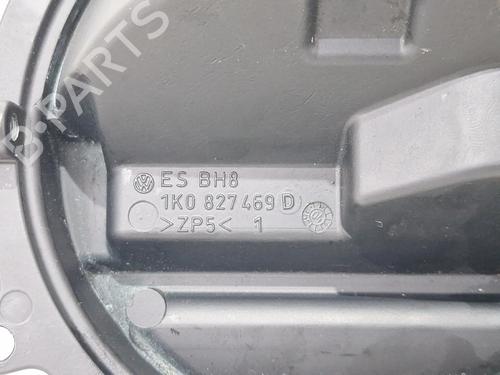 B-PARTS
ES BH8
1K0 827 469 D
>ZP5< 1